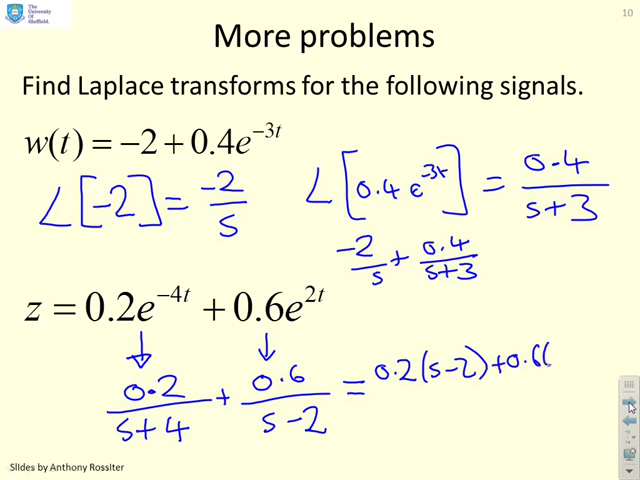 The University Of Sheffield.
10
More problems
Find Laplace transforms for the following signals.
w(t) = −2 + 0.4e^{−3t}
L[-2] = -2/s
L[0.4 e^{-3t}] = 0.4/(s+3)
-2/s + 0.4/(s+3)
z = 0.2e^{−4t} + 0.6e^{2t}
↓ ↓
0.2/(s+4) + 0.6/(s-2) = 0.2(s-2)+0.6(
Slides by Anthony Rossiter